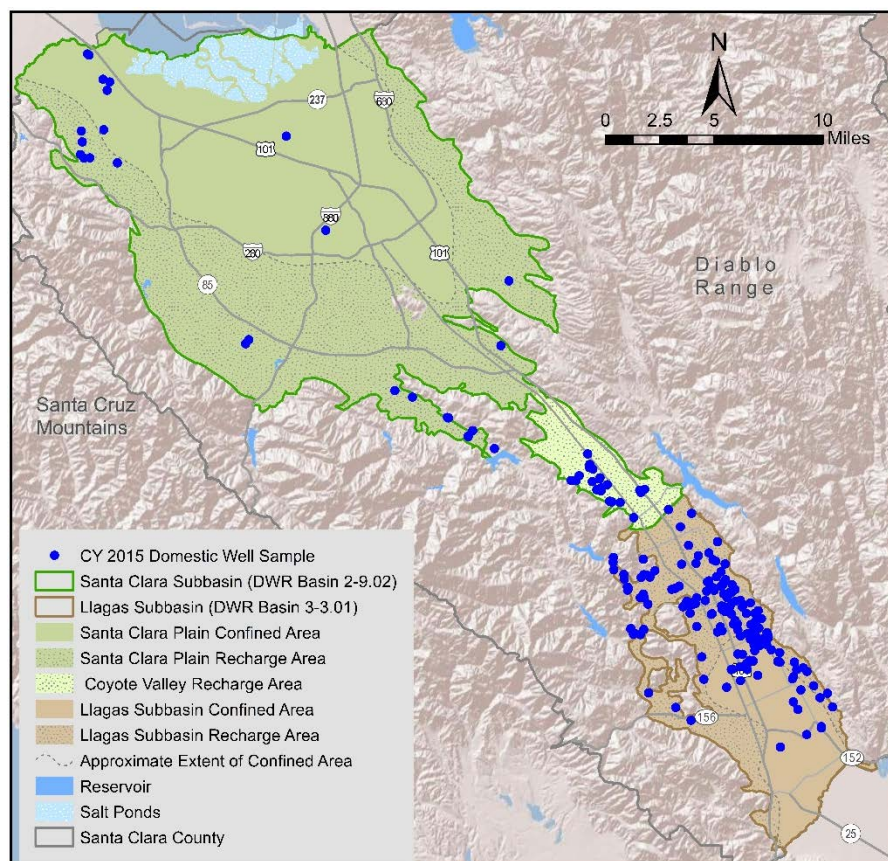 N
0 2.5 5 10
Miles
237
680
101
880
280
101
85
Diablo
Range
Santa Cruz
Mountains
CY 2015 Domestic Well Sample
Santa Clara Subbasin (DWR Basin 2-9.02)
Llagas Subbasin (DWR Basin 3-3.01)
Santa Clara Plain Confined Area
Santa Clara Plain Recharge Area
Coyote Valley Recharge Area
Llagas Subbasin Confined Area
Llagas Subbasin Recharge Area
Approximate Extent of Confined Area
Reservoir
Salt Ponds
Santa Clara County
156
152
25